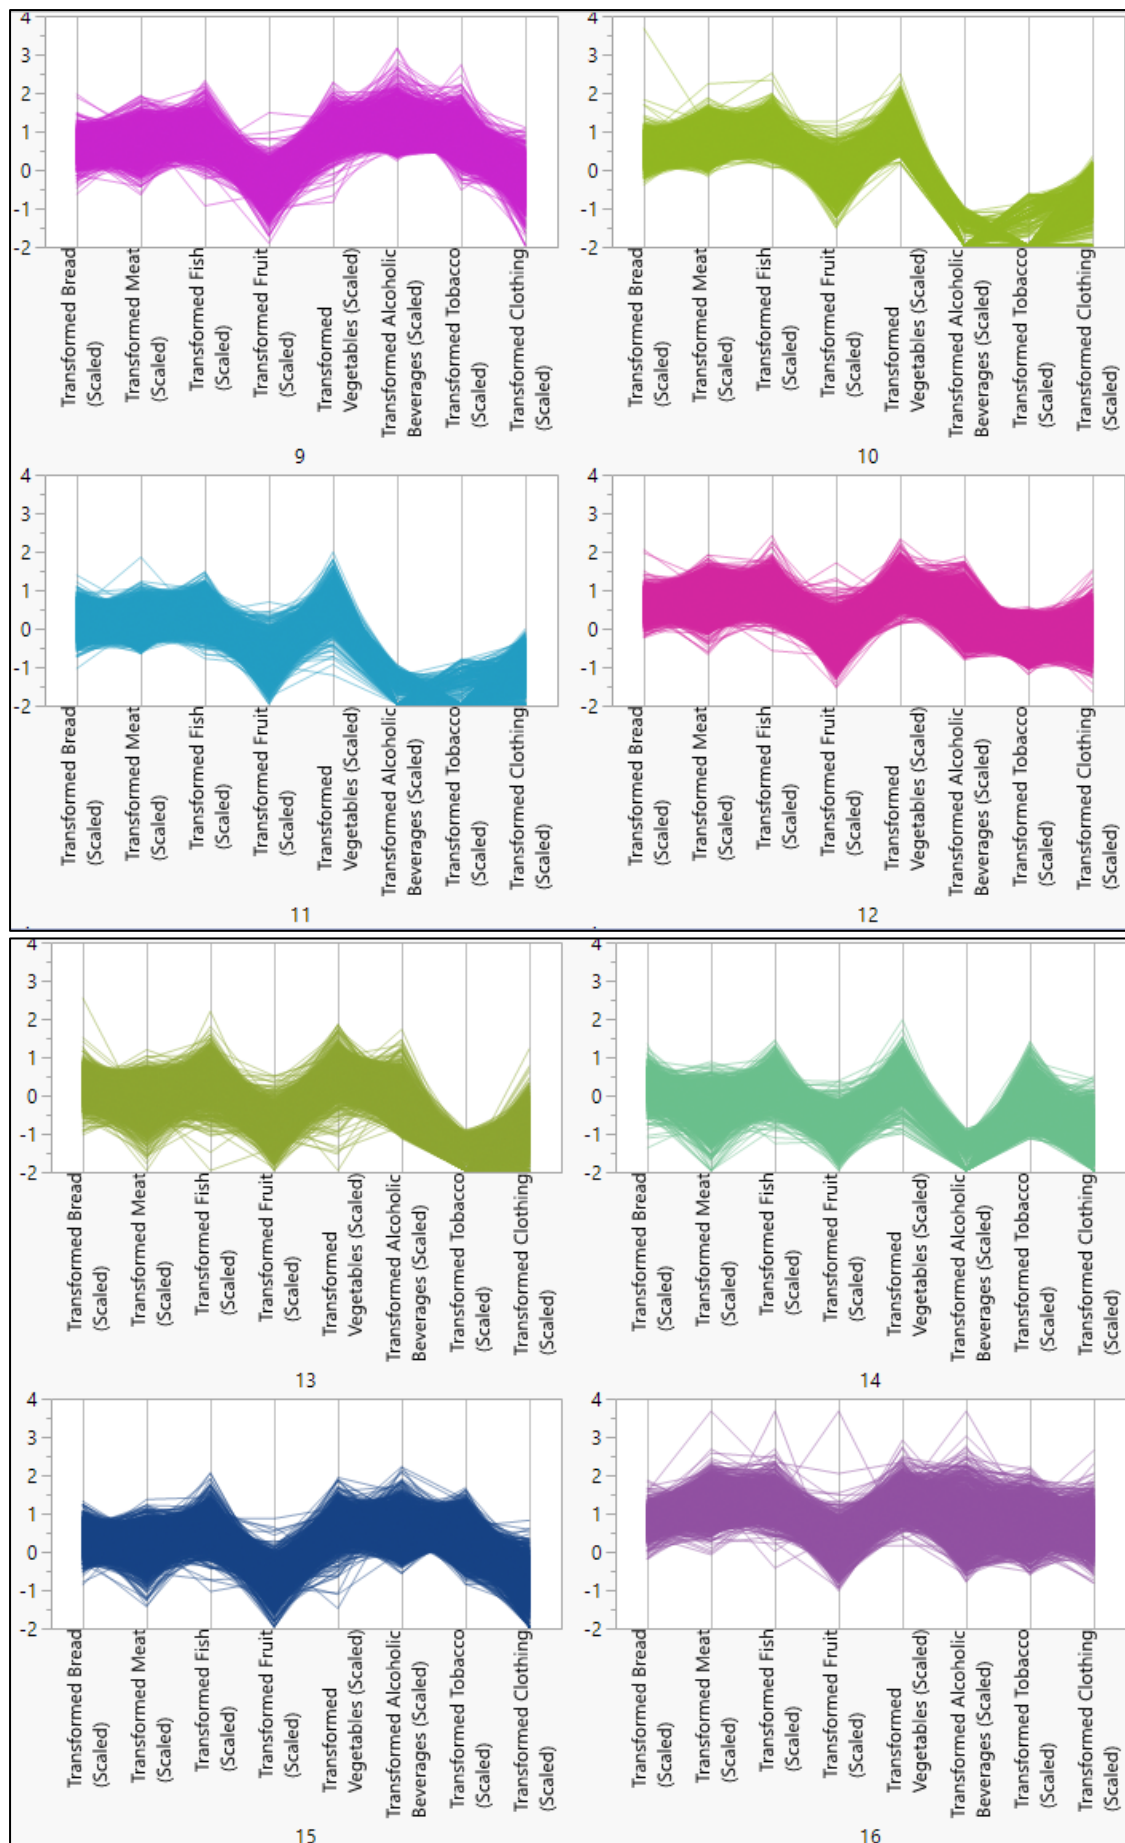 4
3
2
1
0
-1
-2
Transformed Bread
(Scaled)
Transformed Meat
(Scaled)
Transformed Fish
(Scaled)
Transformed Fruit
(Scaled)
Transformed
Vegetables (Scaled)
Transformed Alcoholic
Beverages (Scaled)
Transformed Tobacco
(Scaled)
Transformed Clothing
(Scaled)
9
4
3
2
1
0
-1
-2
Transformed Bread
(Scaled)
Transformed Meat
(Scaled)
Transformed Fish
(Scaled)
Transformed Fruit
(Scaled)
Transformed
Vegetables (Scaled)
Transformed Alcoholic
Beverages (Scaled)
Transformed Tobacco
(Scaled)
Transformed Clothing
(Scaled)
10
4
3
2
1
0
-1
-2
Transformed Bread
(Scaled)
Transformed Meat
(Scaled)
Transformed Fish
(Scaled)
Transformed Fruit
(Scaled)
Transformed
Vegetables (Scaled)
Transformed Alcoholic
Beverages (Scaled)
Transformed Tobacco
(Scaled)
Transformed Clothing
(Scaled)
11
4
3
2
1
0
-1
-2
Transformed Bread
(Scaled)
Transformed Meat
(Scaled)
Transformed Fish
(Scaled)
Transformed Fruit
(Scaled)
Transformed
Vegetables (Scaled)
Transformed Alcoholic
Beverages (Scaled)
Transformed Tobacco
(Scaled)
Transformed Clothing
(Scaled)
12
4
3
2
1
0
-1
-2
Transformed Bread
(Scaled)
Transformed Meat
(Scaled)
Transformed Fish
(Scaled)
Transformed Fruit
(Scaled)
Transformed
Vegetables (Scaled)
Transformed Alcoholic
Beverages (Scaled)
Transformed Tobacco
(Scaled)
Transformed Clothing
(Scaled)
13
4
3
2
1
0
-1
-2
Transformed Bread
(Scaled)
Transformed Meat
(Scaled)
Transformed Fish
(Scaled)
Transformed Fruit
(Scaled)
Transformed
Vegetables (Scaled)
Transformed Alcoholic
Beverages (Scaled)
Transformed Tobacco
(Scaled)
Transformed Clothing
(Scaled)
14
4
3
2
1
0
-1
-2
Transformed Bread
(Scaled)
Transformed Meat
(Scaled)
Transformed Fish
(Scaled)
Transformed Fruit
(Scaled)
Transformed
Vegetables (Scaled)
Transformed Alcoholic
Beverages (Scaled)
Transformed Tobacco
(Scaled)
Transformed Clothing
(Scaled)
15
4
3
2
1
0
-1
-2
Transformed Bread
(Scaled)
Transformed Meat
(Scaled)
Transformed Fish
(Scaled)
Transformed Fruit
(Scaled)
Transformed
Vegetables (Scaled)
Transformed Alcoholic
Beverages (Scaled)
Transformed Tobacco
(Scaled)
Transformed Clothing
(Scaled)
16